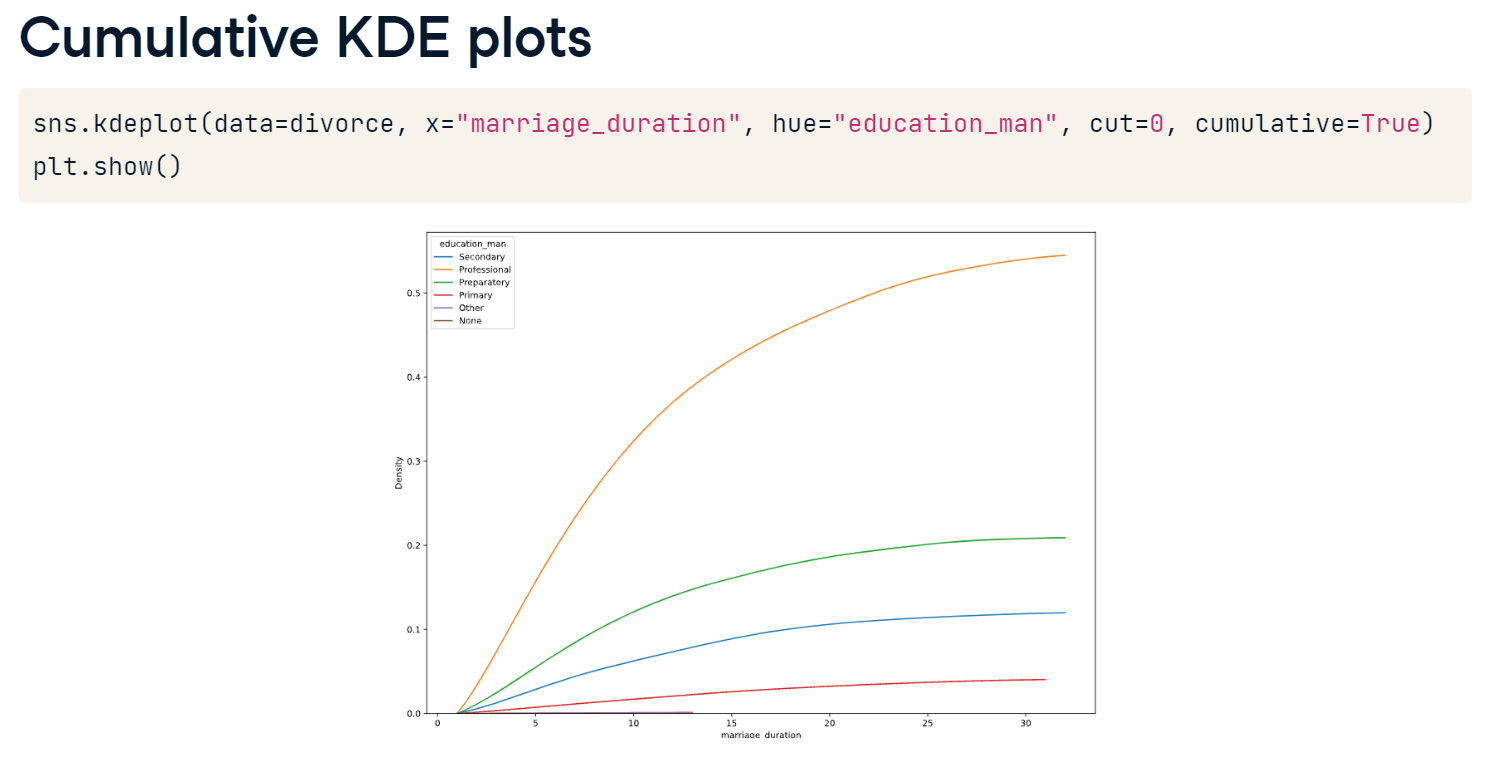 Cumulative KDE plots
sns.kdeplot(data=divorce, x="marriage_duration", hue="education_man", cut=0, cumulative=True)
plt.show()
education_man
Secondary
Professional
Preparatory
Primary
Other
None
0.5
0.4
0.3
0.2
0.1
0.0
Density
0 5 10 15 20 25 30
marriage_duration